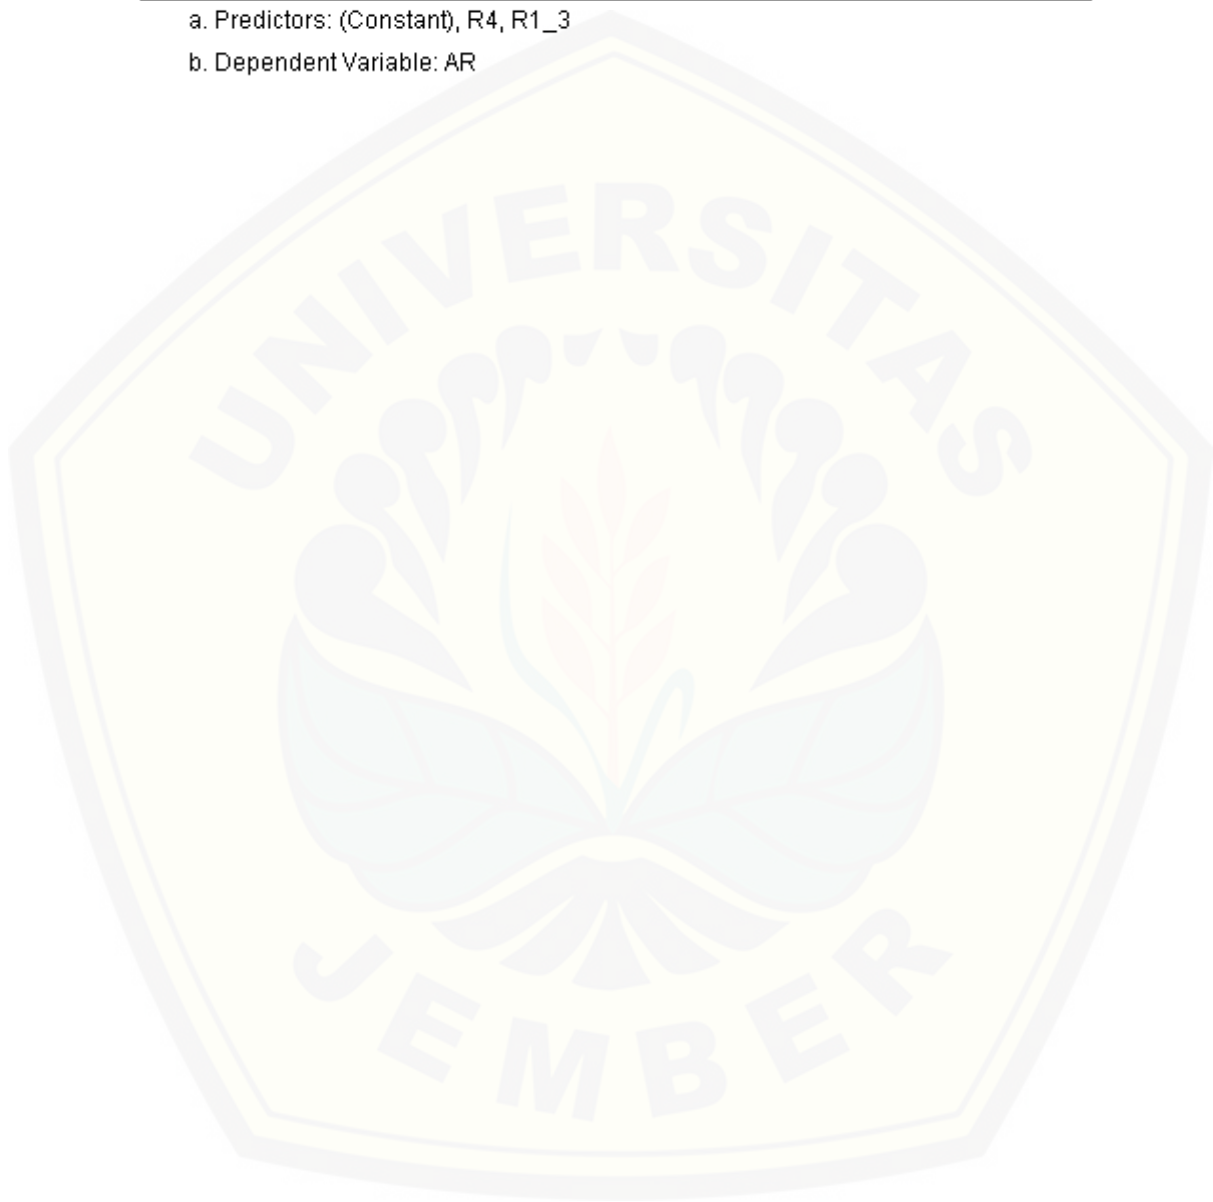 a. Predictors: (Constant), R4, R1_3
b. Dependent Variable: AR
UNIVERSITAS
JEMBER